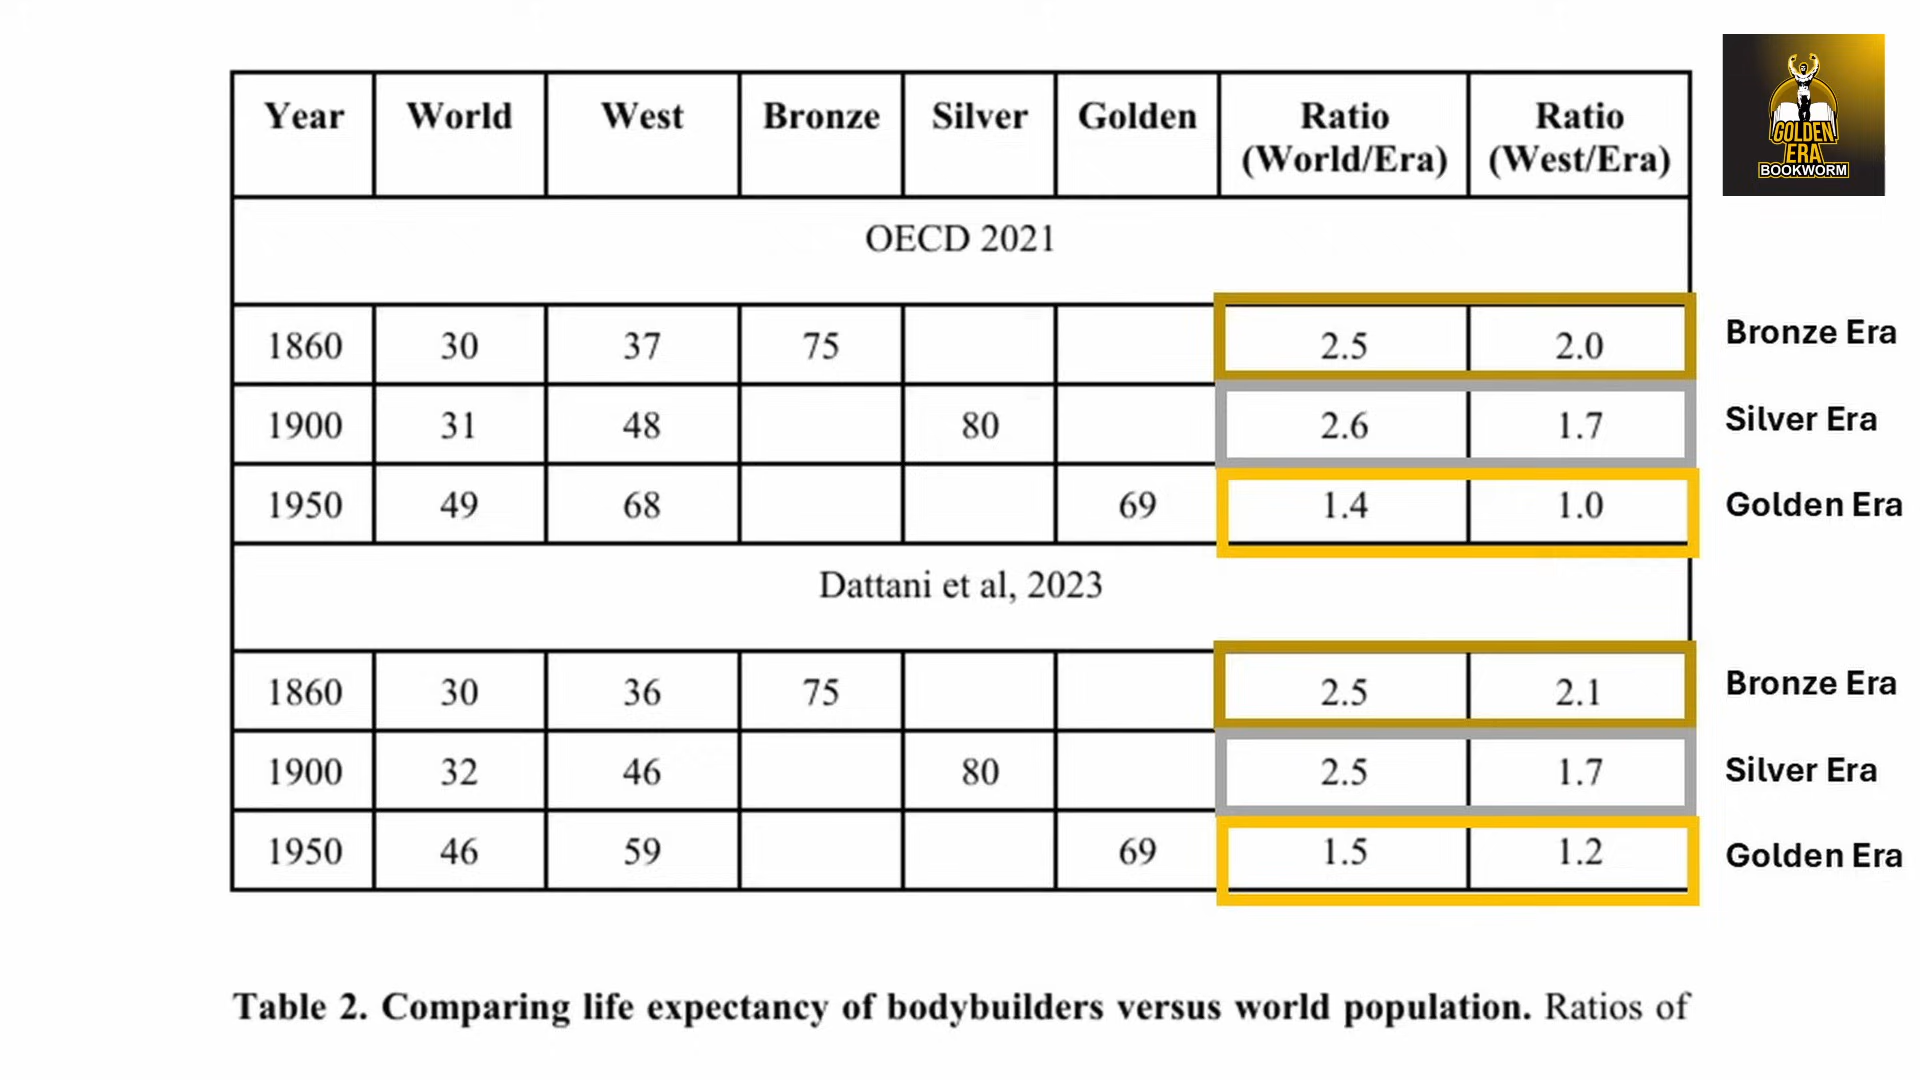 Year World West Bronze Silver Golden Ratio (World/Era) Ratio (West/Era)
OECD 2021
1860 30 37 75 2.5 2.0 Bronze Era
1900 31 48 80 2.6 1.7 Silver Era
1950 49 68 69 1.4 1.0 Golden Era
Dattani et al, 2023
1860 30 36 75 2.5 2.1 Bronze Era
1900 32 46 80 2.5 1.7 Silver Era
1950 46 59 69 1.5 1.2 Golden Era
Table 2. Comparing life expectancy of bodybuilders versus world population. Ratios of
GOLDEN
ERA
BOOKWORM